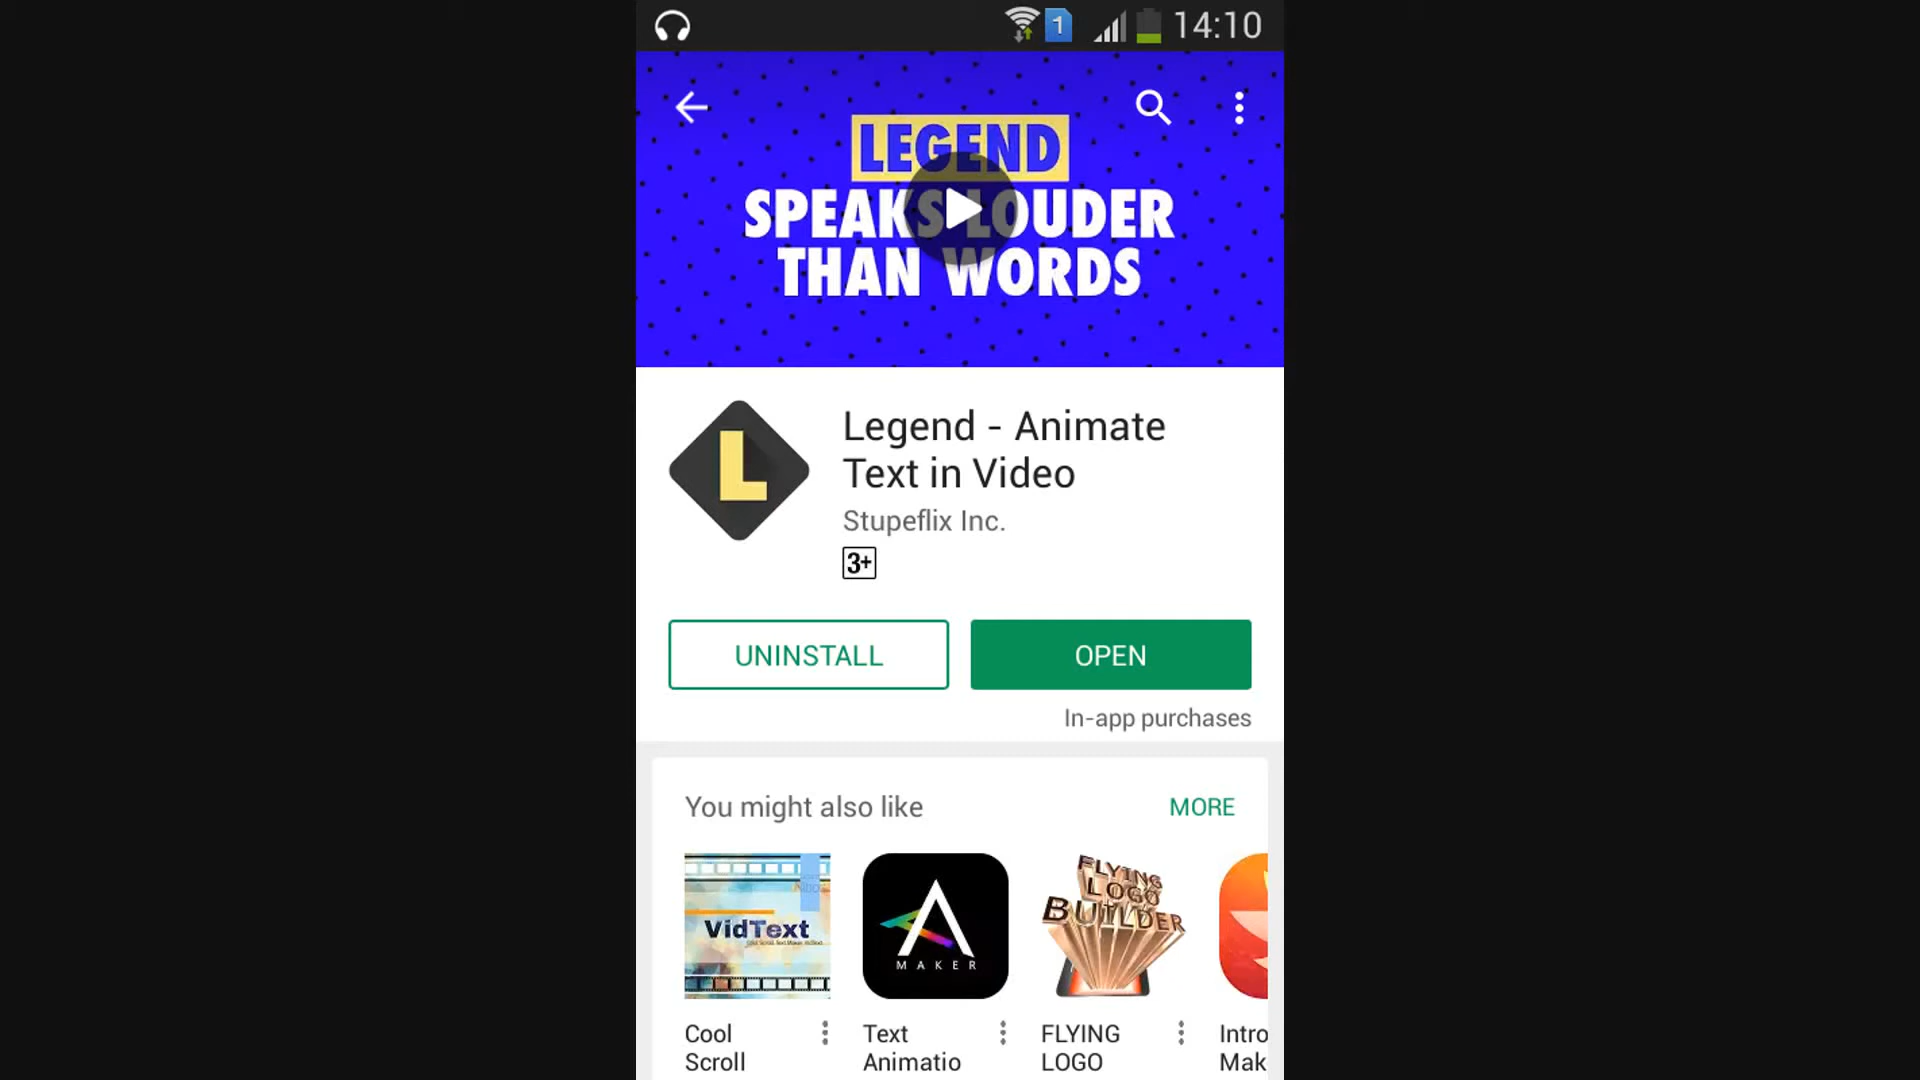 1 14:10
LEGEND
SPEAKS LOUDER
THAN WORDS
L
Legend - Animate
Text in Video
Stupeflix Inc.
3+
UNINSTALL OPEN
In-app purchases
You might also like MORE
VidText
MAKER
FLYING
LOGO
BUILDER
Cool
Scroll
Text
Animatio
FLYING
LOGO
Intro
Mak